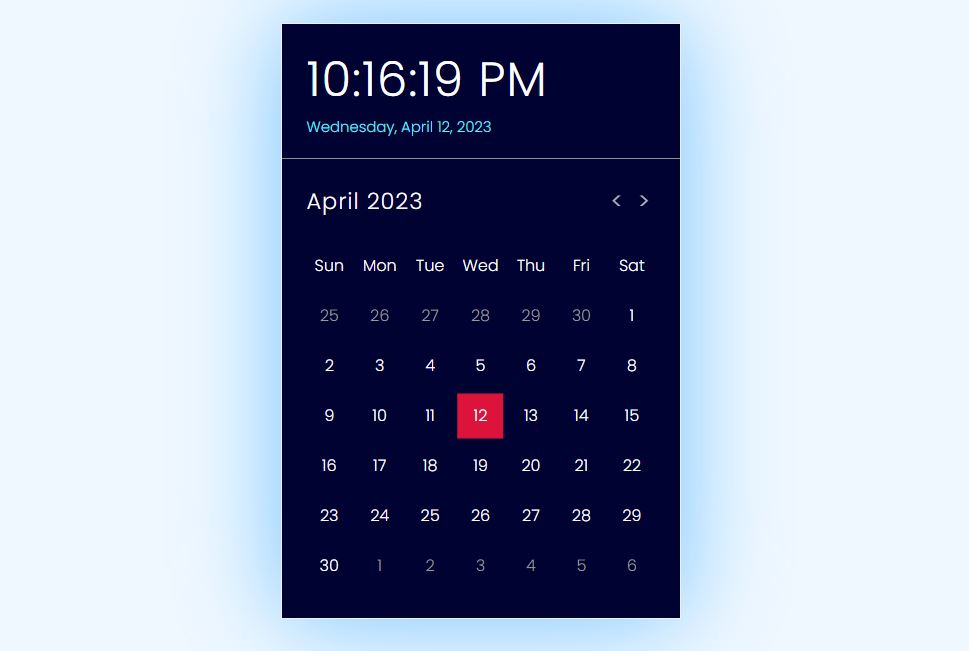 10:16:19 PM
Wednesday, April 12, 2023
April 2023 < >
Sun Mon Tue Wed Thu Fri Sat
25 26 27 28 29 30 1
2 3 4 5 6 7 8
9 10 11 12 13 14 15
16 17 18 19 20 21 22
23 24 25 26 27 28 29
30 1 2 3 4 5 6